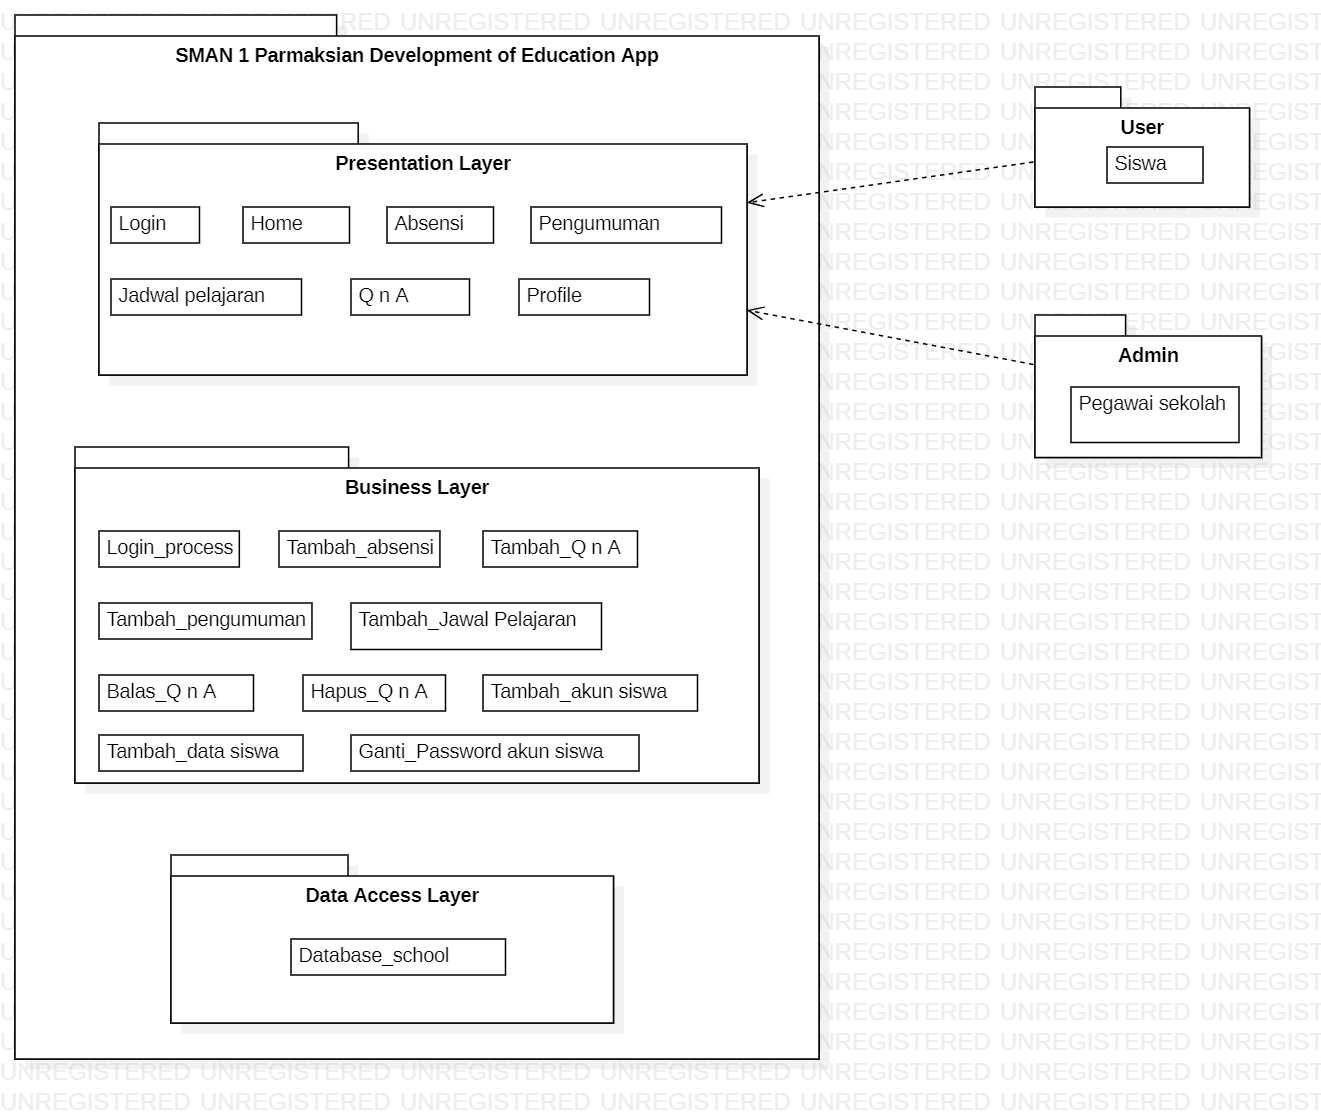 SMAN 1 Parmaksian Development of Education App
Presentation Layer
Login
Home
Absensi
Pengumuman
Jadwal pelajaran
Q n A
Profile
Business Layer
Login_process
Tambah_absensi
Tambah_Q n A
Tambah_pengumuman
Tambah_Jawal Pelajaran
Balas_Q n A
Hapus_Q n A
Tambah_akun siswa
Tambah_data siswa
Ganti_Password akun siswa
Data Access Layer
Database_school
User
Siswa
Admin
Pegawai sekolah
UNREGISTERED